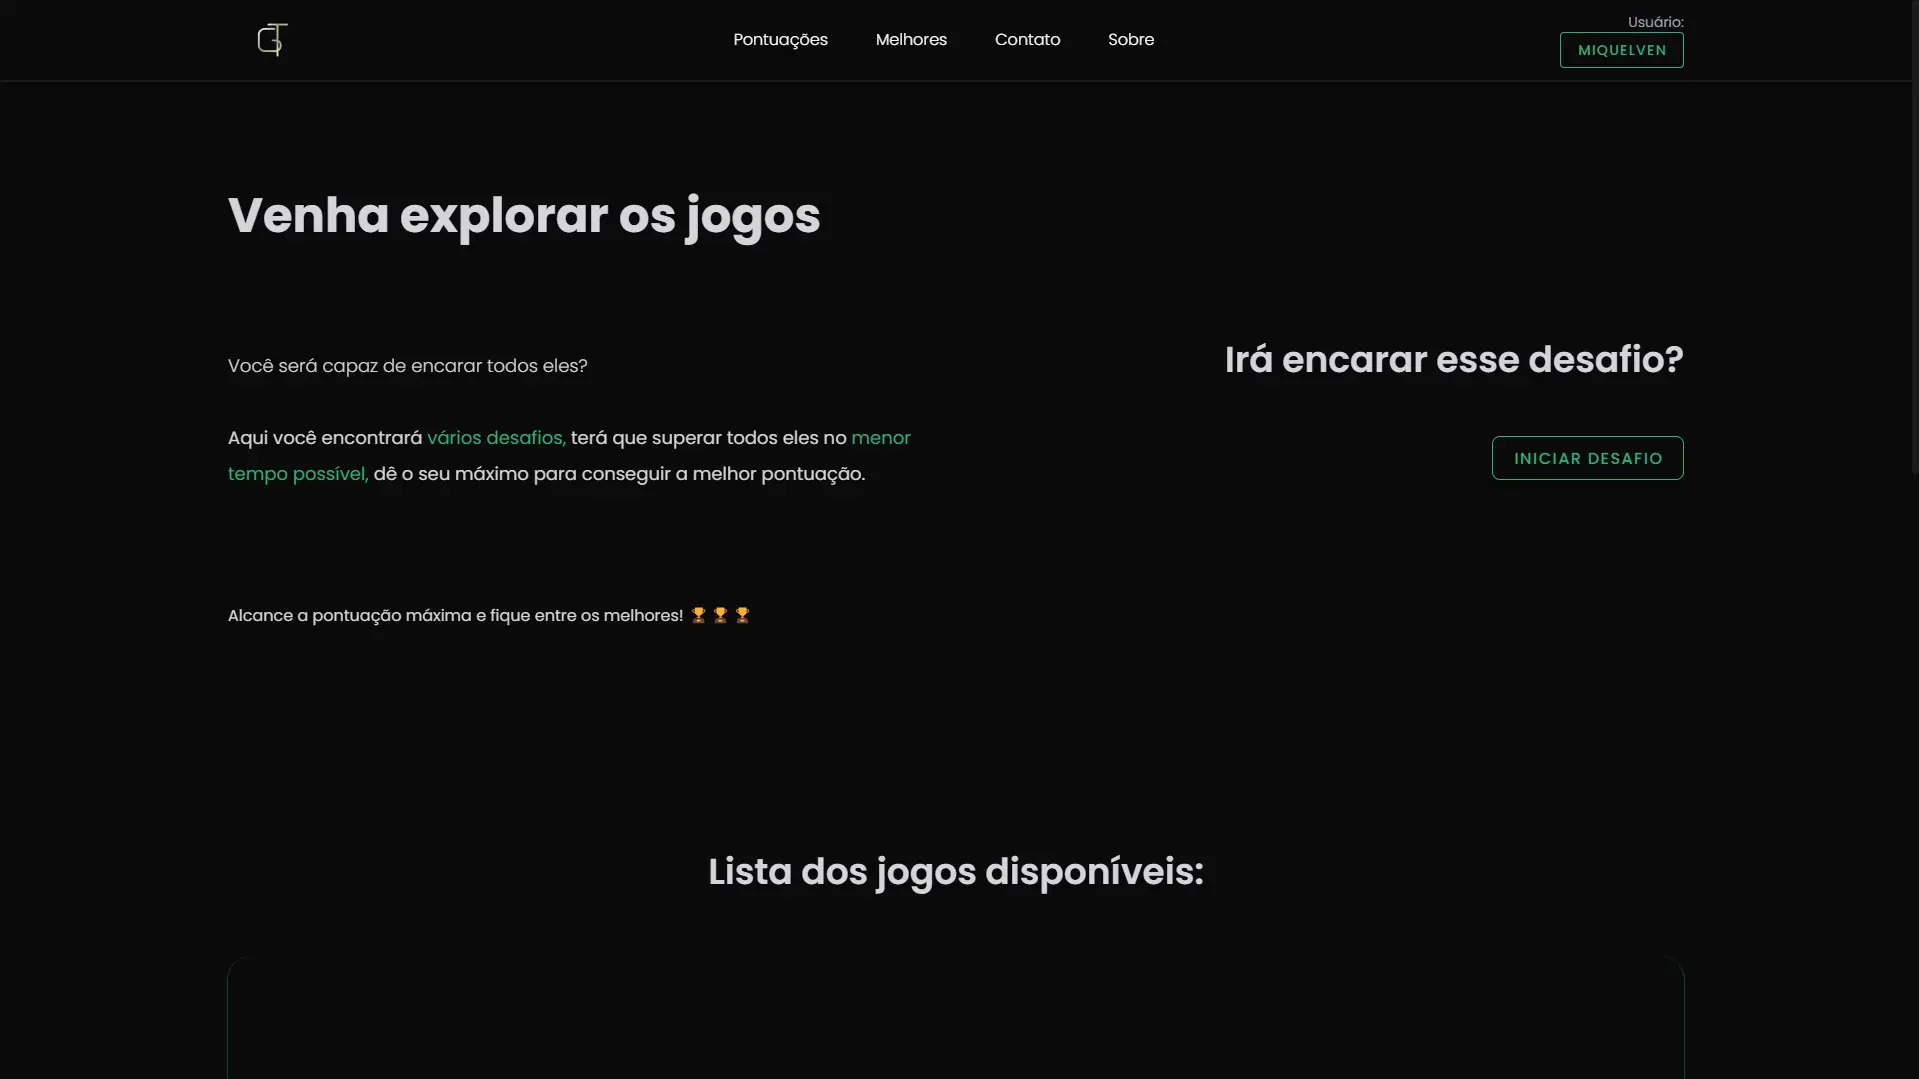 Pontuações Melhores Contato Sobre
Usuário:
MIQUELVEN
Venha explorar os jogos
Você será capaz de encarar todos eles?
Aqui você encontrará vários desafios, terá que superar todos eles no menor
tempo possível, dê o seu máximo para conseguir a melhor pontuação.
Alcance a pontuação máxima e fique entre os melhores! 🏆 🏆 🏆
Irá encarar esse desafio?
INICIAR DESAFIO
Lista dos jogos disponíveis: